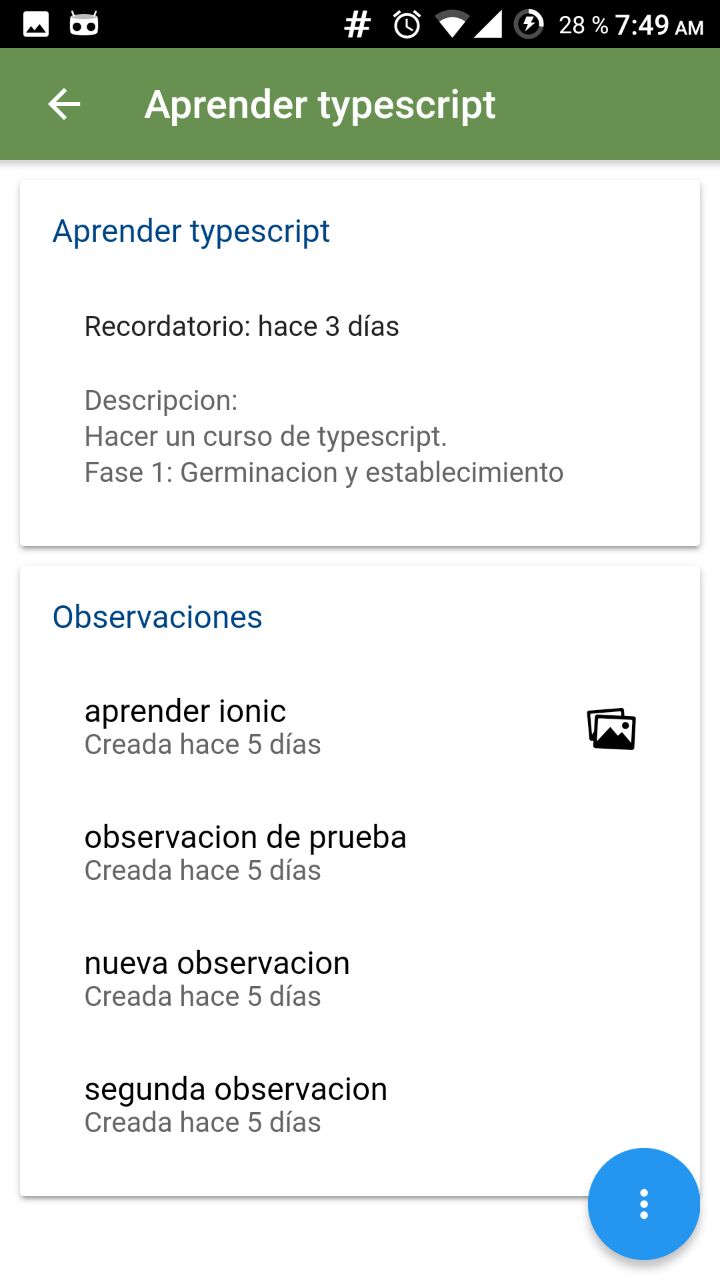 28 % 7:49 AM
Aprender typescript
Aprender typescript
Recordatorio: hace 3 días
Descripcion:
Hacer un curso de typescript.
Fase 1: Germinacion y establecimiento
Observaciones
aprender ionic
Creada hace 5 días
observacion de prueba
Creada hace 5 días
nueva observacion
Creada hace 5 días
segunda observacion
Creada hace 5 días